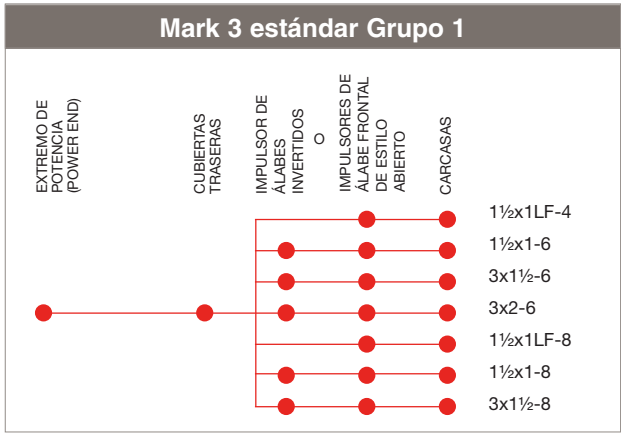 Mark 3 estándar Grupo 1
EXTREMO DE
POTENCIA
(POWER END)
CUBIERTAS
TRASERAS
IMPULSOR DE
ÁLABES
INVERTIDOS
O
IMPULSORES DE
ÁLABE FRONTAL
DE ESTILO
ABIERTO
CARCASAS
1½x1LF-4
1½x1-6
3x1½-6
3x2-6
1½x1LF-8
1½x1-8
3x1½-8